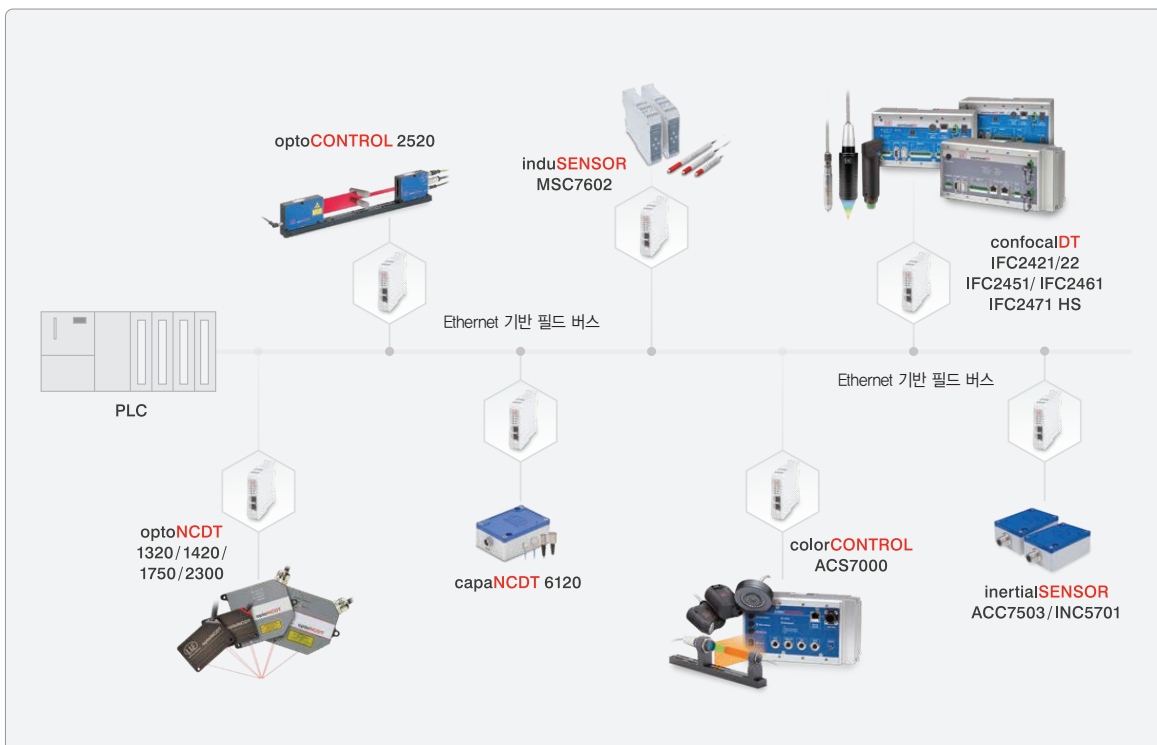 optoCONTROL 2520
induSENSOR
MSC7602
confocalDT
IFC2421/22
IFC2451/ IFC2461
IFC2471 HS
Ethernet 기반 필드 버스
PLC
Ethernet 기반 필드 버스
optoNCDT
1320/1420/
1750/2300
capaNCDT 6120
colorCONTROL
ACS7000
inertialSENSOR
ACC7503/INC5701